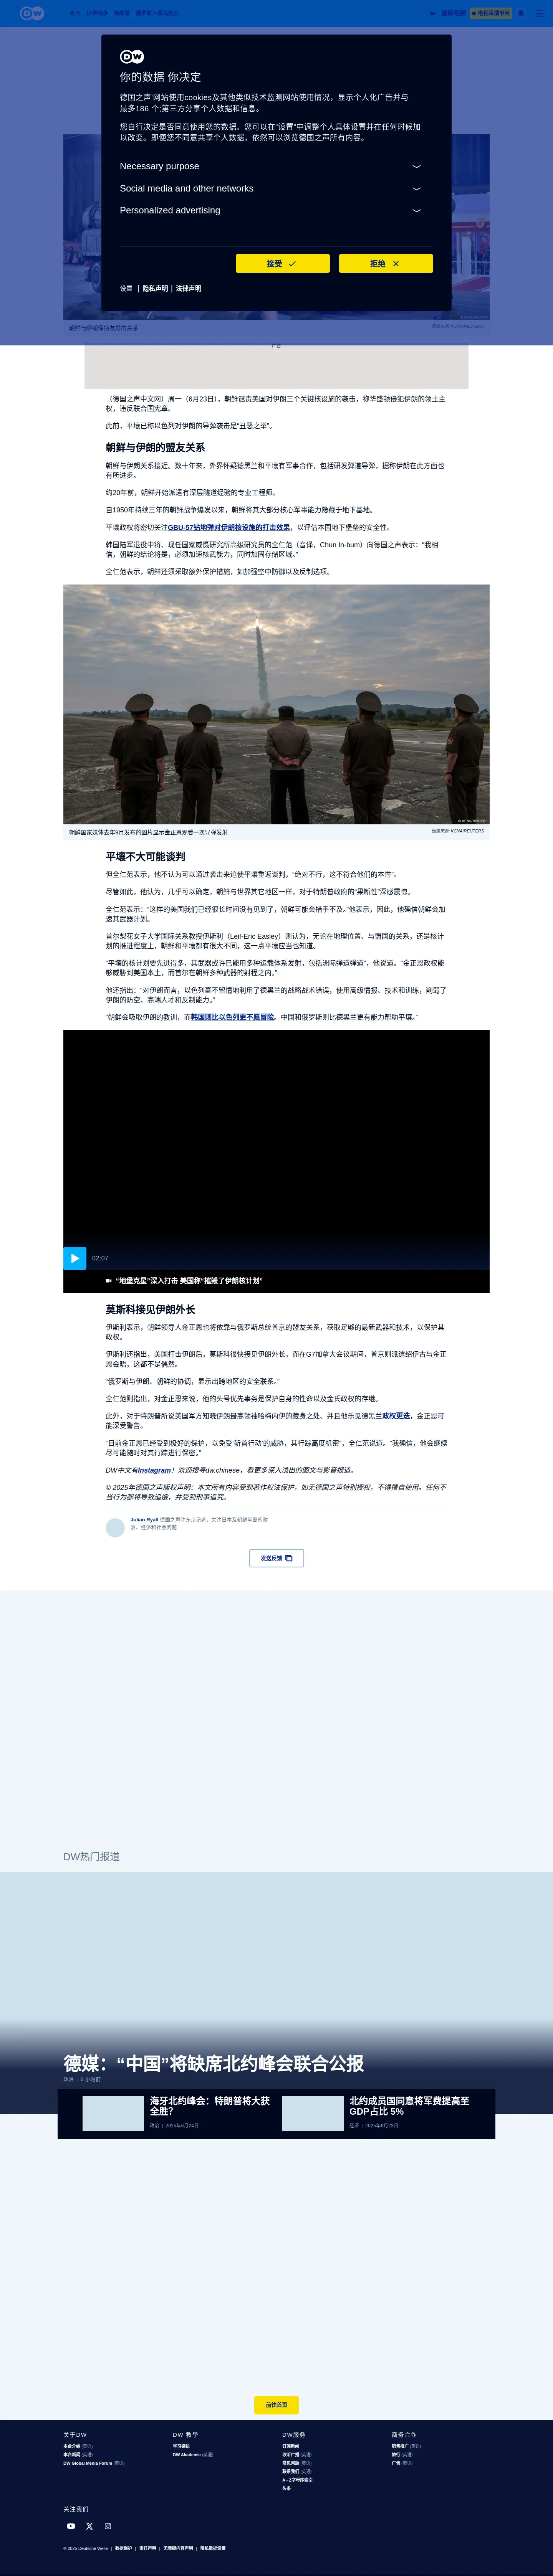 DW
以伊战争
最新视频
电视直播节目
DW
你的数据 你决定
德国之声'网站使用cookies及其他类似技术监测网站使用情况，显示个人化广告并与
最多186 个;第三方分享个人数据和信息。
您自行决定是否同意使用您的数据。您可以在“设置”中调整个人具体设置并在任何时候加
以改变。即便您不同意共享个人数据，依然可以浏览德国之声所有内容。
Necessary purpose
Social media and other networks
Personalized advertising
接受
拒绝
设置 | 隐私声明 | 法律声明
朝鲜与伊朗保持友好的关系
图像来源: KCNA/REUTERS
广告
（德国之声中文网）周一（6月23日），朝鲜谴责美国对伊朗三个关键核设施的袭击，称华盛顿侵犯伊朗的领土主
权，违反联合国宪章。
此前，平壤已称以色列对伊朗的导弹袭击是“丑恶之举”。
朝鲜与伊朗的盟友关系
朝鲜与伊朗关系接近。数十年来，外界怀疑德黑兰和平壤有军事合作，包括研发弹道导弹，据称伊朗在此方面也
有所进步。
约20年前，朝鲜开始派遣有深层隧道经验的专业工程师。
自1950年持续三年的朝鲜战争爆发以来，朝鲜将其大部分核心军事能力隐藏于地下基地。
平壤政权将密切关注GBU-57钻地弹对伊朗核设施的打击效果，以评估本国地下堡垒的安全性。
韩国陆军退役中将、现任国家威慑研究所高级研究员的全仁范（音译，Chun In-bum）向德国之声表示：“我相
信，朝鲜的结论将是，必须加速核武能力，同时加固存储区域。”
全仁范表示，朝鲜还须采取额外保护措施，如加强空中防御以及反制选项。
© KCNA/REUTERS
朝鲜国家媒体去年9月发布的图片显示金正恩观看一次导弹发射
图像来源: KCNA/REUTERS
平壤不大可能谈判
但全仁范表示，他不认为可以通过袭击来迫使平壤重返谈判，“绝对不行，这不符合他们的本性”。
尽管如此，他认为，几乎可以确定，朝鲜与世界其它地区一样，对于特朗普政府的“果断性”深感震惊。
全仁范表示：“这样的美国我们已经很长时间没有见到了，朝鲜可能会措手不及。”他表示，因此，他确信朝鲜会加
速其武器计划。
首尔梨花女子大学国际关系教授伊斯利（Leif-Eric Easley）则认为，无论在地理位置、与盟国的关系，还是核计
划的推进程度上，朝鲜和平壤都有很大不同，这一点平壤应当也知道。
“平壤的核计划要先进得多，其武器或许已能用多种运载体系发射，包括洲际弹道弹道”，他说道。“金正恩政权能
够威胁到美国本土，而首尔在朝鲜多种武器的射程之内。”
他还指出：“对伊朗而言，以色列毫不留情地利用了德黑兰的战略战术错误，使用高级情报、技术和训练，削弱了
伊朗的防空、高端人才和反制能力。”
“朝鲜会吸取伊朗的教训，而韩国则比以色列更不愿冒险。中国和俄罗斯则比德黑兰更有能力帮助平壤。”
02:07
“地堡克星”深入打击 美国称“摧毁了伊朗核计划”
莫斯科接见伊朗外长
伊斯利表示，朝鲜领导人金正恩也将依靠与俄罗斯总统普京的盟友关系，获取足够的最新武器和技术，以保护其
政权。
伊斯利还指出，美国打击伊朗后，莫斯科很快接见伊朗外长，而在G7加拿大会议期间，普京则派遣绍伊古与金正
恩会晤，这都不是偶然。
“俄罗斯与伊朗、朝鲜的协调，显示出跨地区的安全联系。”
全仁范则指出，对金正恩来说，他的头号优先事务是保护自身的性命以及金氏政权的存继。
此外，对于特朗普所说美国军方知晓伊朗最高领袖哈梅内伊的藏身之处、并且他乐见德黑兰政权更迭，金正恩可
能深受警告。
“目前金正恩已经受到极好的保护，以免受‘斩首行动’的威胁，其行踪高度机密”，全仁范说道。“我确信，他会继续
尽可能随时对其行踪进行保密。”
DW中文有Instagram！欢迎搜寻dw.chinese，看更多深入浅出的图文与影音报道。
© 2025年德国之声版权声明：本文所有内容受到著作权法保护，如无德国之声特别授权，不得擅自使用。任何不
当行为都将导致追偿，并受到刑事追究。
Julian Ryall 德国之声驻东京记者，关注日本及朝鲜半岛的政
治、经济和社会问题
发送反馈
DW热门报道
德媒：“中国”将缺席北约峰会联合公报
政治 | 6 小时前
海牙北约峰会：特朗普将大获
全胜？
政治 | 2025年6月24日
北约成员国同意将军费提高至
GDP占比 5%
经济 | 2025年6月23日
前往首页
关于DW
本台介绍 (英语)
本台新闻 (英语)
DW Global Media Forum (英语)
DW 教學
学习德语
DW Akademie (英语)
DW服务
订阅新闻
收听广播 (英语)
常见问题 (英语)
联系我们 (英语)
A - Z字母序索引
头条
商务合作
销售推广 (英语)
旅行 (英语)
广告 (英语)
关注我们
© 2025 Deutsche Welle | 数据保护 | 责任声明 | 无障碍内容声明 | 隐私数据设置